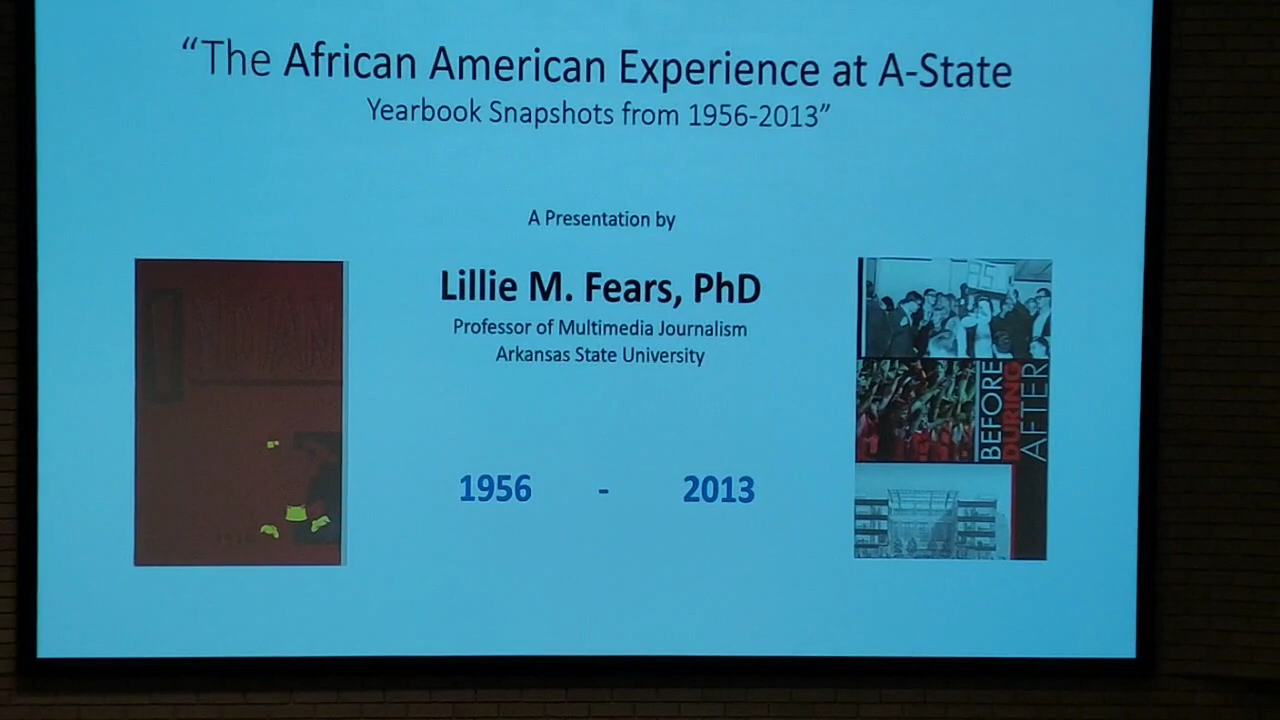 “The African American Experience at A-State
Yearbook Snapshots from 1956-2013”
A Presentation by
Lillie M. Fears, PhD
Professor of Multimedia Journalism
Arkansas State University
1956 - 2013
INDIAN
BEFORE
DURING
AFTER